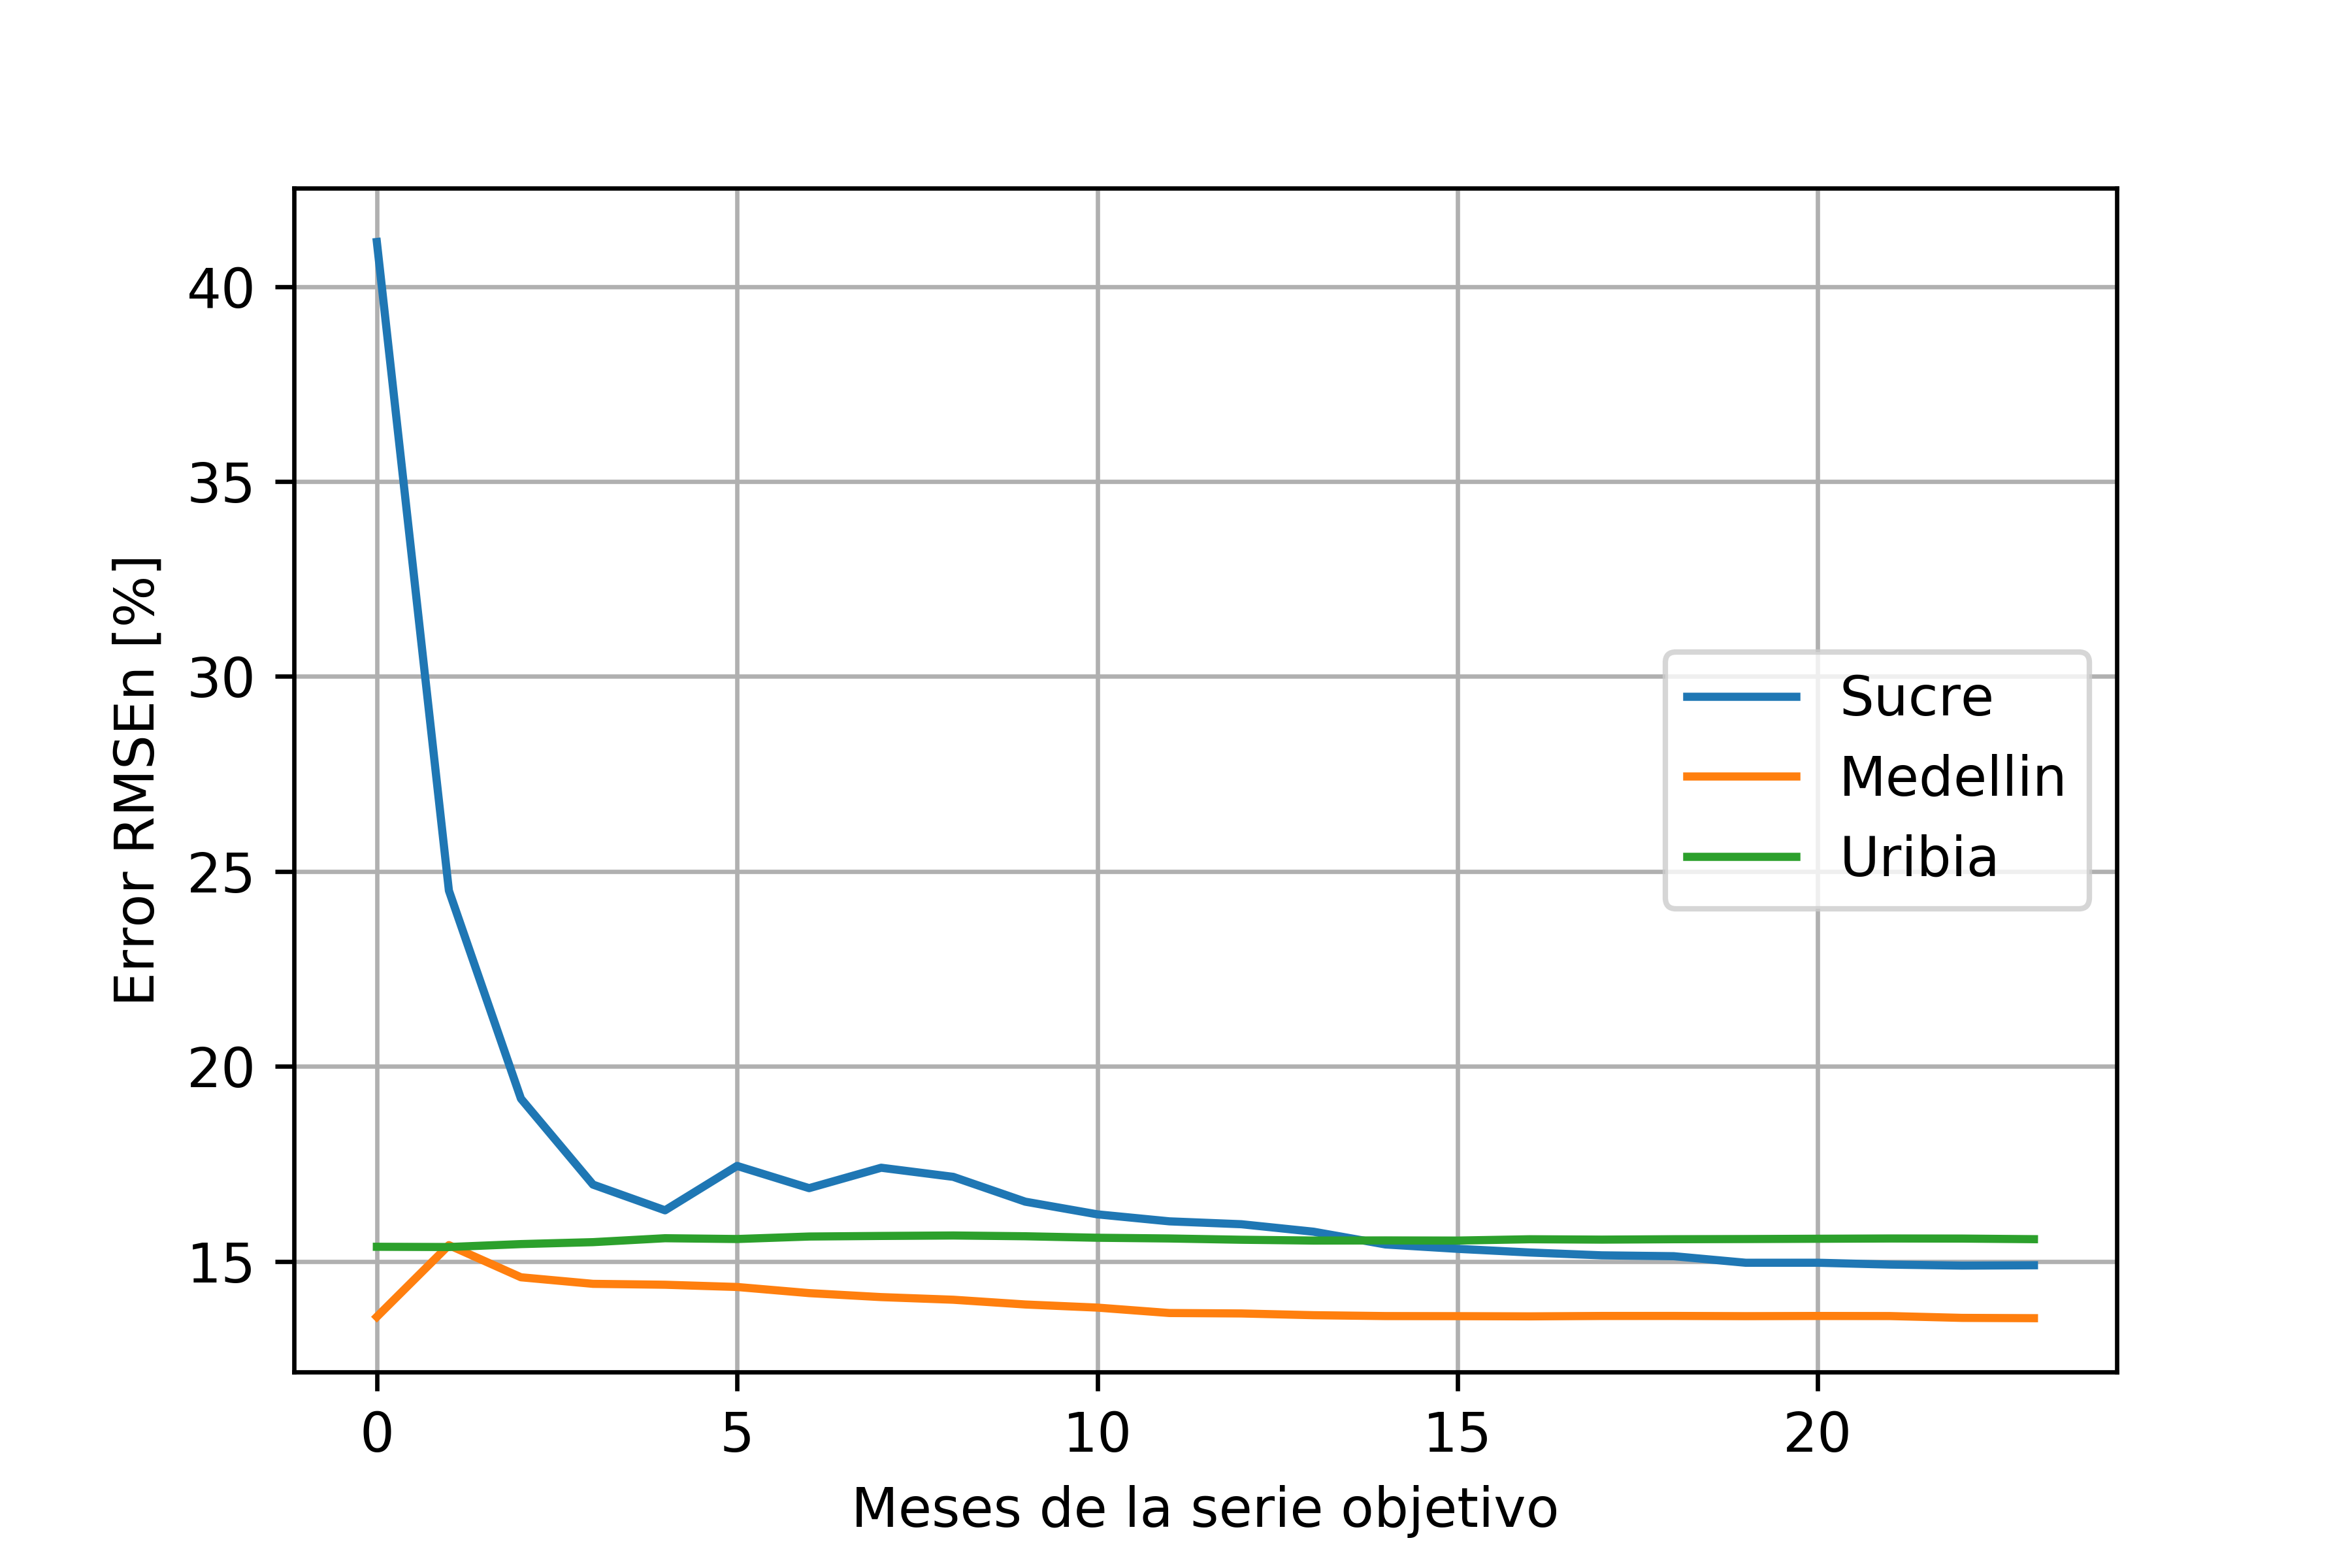 40
35
30
25
20
15
Error RMSEn [%]
Sucre
Medellin
Uribia
0 5 10 15 20
Meses de la serie objetivo